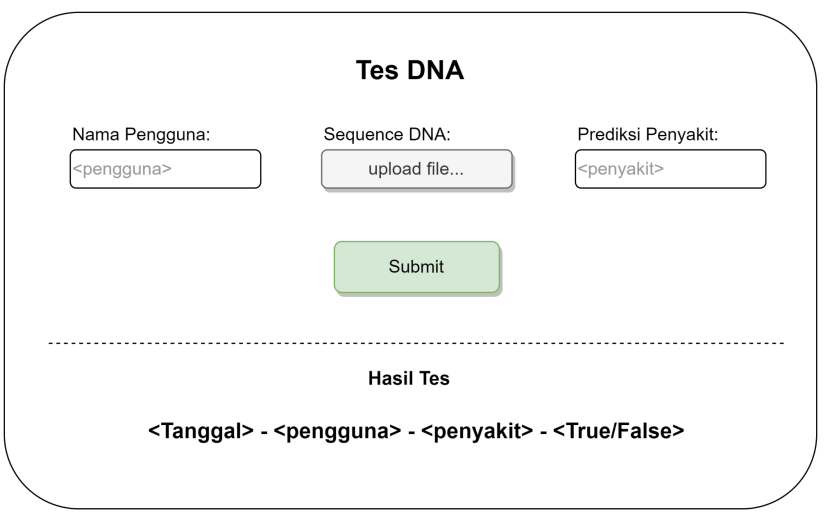 Tes DNA
Nama Pengguna:
Sequence DNA:
Prediksi Penyakit:
<pengguna>
upload file...
<penyakit>
Submit
Hasil Tes
<Tanggal> - <pengguna> - <penyakit> - <True/False>